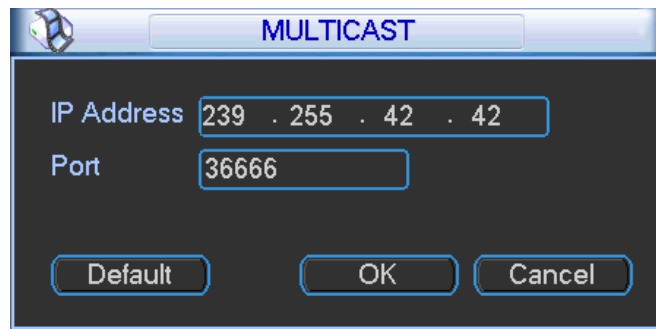 MULTICAST
IP Address 239 . 255 . 42 . 42
Port 36666
Default OK Cancel